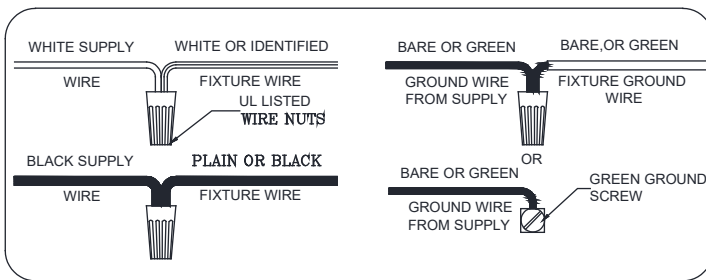 WHITE SUPPLY
WIRE
WHITE OR IDENTIFIED
FIXTURE WIRE
UL LISTED
WIRE NUTS
BLACK SUPPLY
WIRE
PLAIN OR BLACK
FIXTURE WIRE
BARE OR GREEN
GROUND WIRE
FROM SUPPLY
BARE,OR GREEN
FIXTURE GROUND
WIRE
OR
BARE OR GREEN
GROUND WIRE
FROM SUPPLY
GREEN GROUND
SCREW